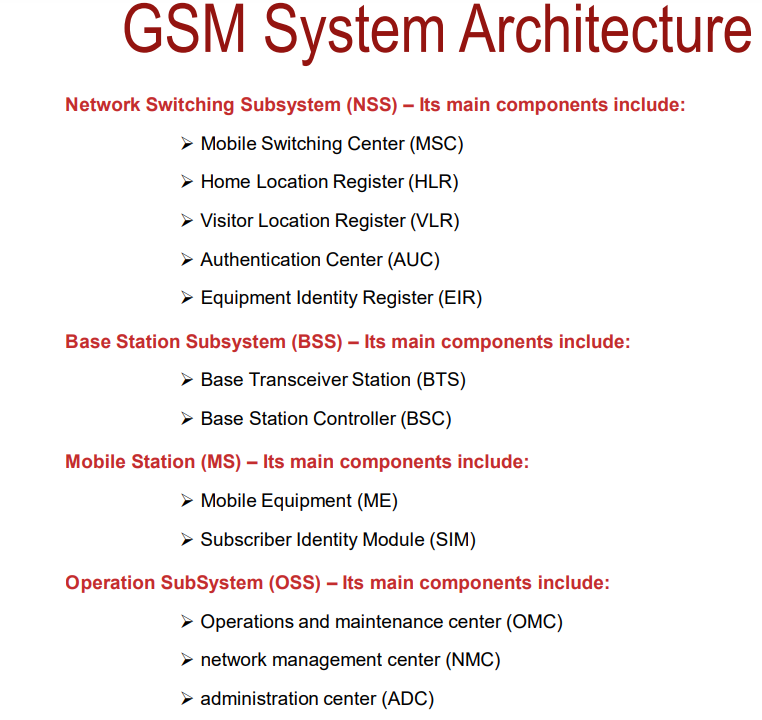 GSM System Architecture
Network Switching Subsystem (NSS) – Its main components include:
➢ Mobile Switching Center (MSC)
➢ Home Location Register (HLR)
➢ Visitor Location Register (VLR)
➢ Authentication Center (AUC)
➢ Equipment Identity Register (EIR)
Base Station Subsystem (BSS) – Its main components include:
➢ Base Transceiver Station (BTS)
➢ Base Station Controller (BSC)
Mobile Station (MS) – Its main components include:
➢ Mobile Equipment (ME)
➢ Subscriber Identity Module (SIM)
Operation SubSystem (OSS) – Its main components include:
➢ Operations and maintenance center (OMC)
➢ network management center (NMC)
➢ administration center (ADC)